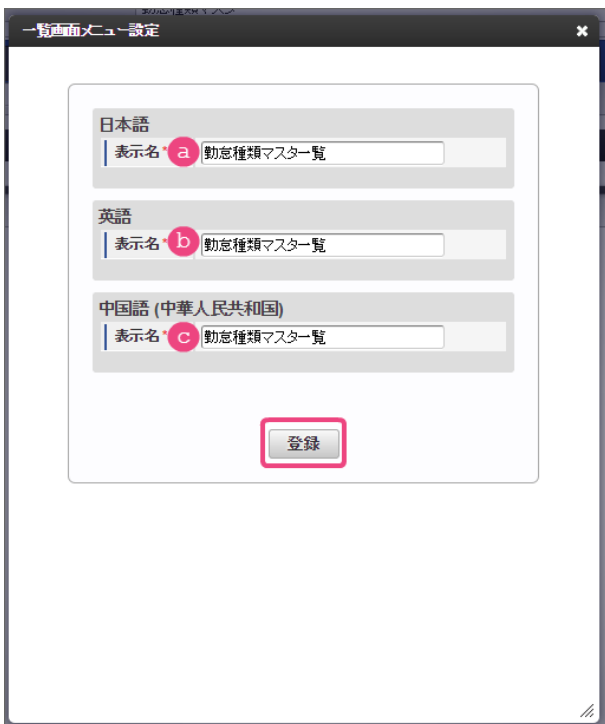 一覧画面メニュー設定
日本語
表示名* a 勤怠種類マスター覧
英語
表示名* b 勤怠種類マスター覧
中国語 (中華人民共和国)
表示名* c 勤怠種類マスター覧
登録